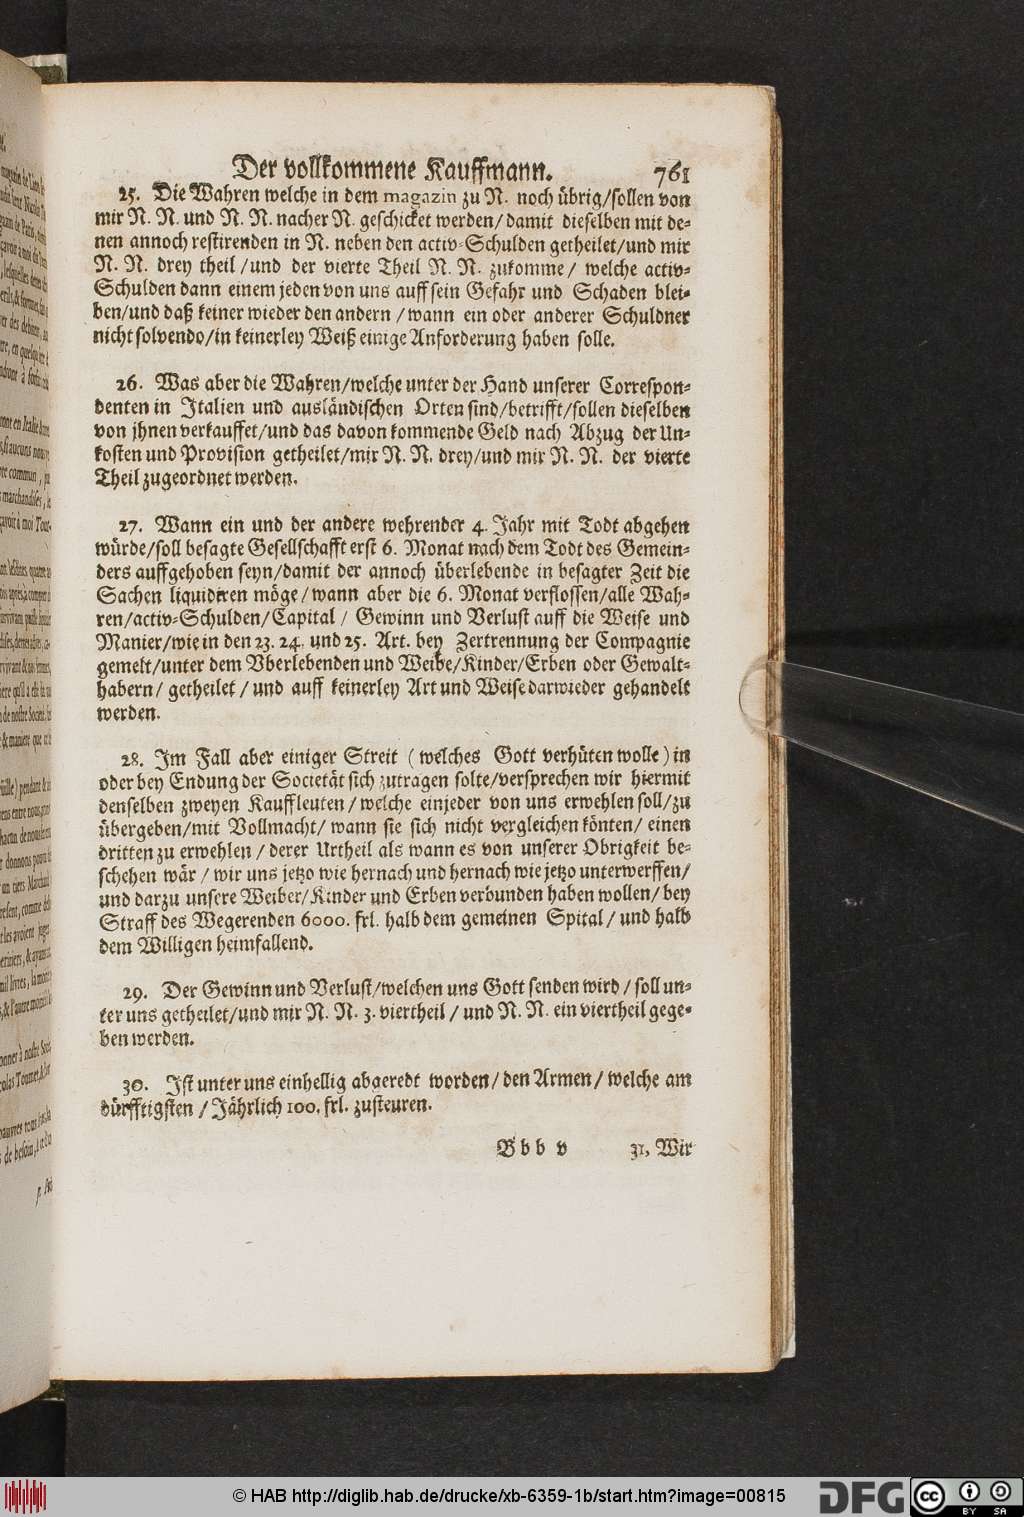 Der vollkommene Kauffmann. 761
25. Die Wahren welche in dem magazin zu N. noch übrig/sollen von
mir N. N. und N. N. nacher N. geschicket werden/damit dieselben mit de-
nen annoch restirenden in N. neben den activ-Schulden getheilet/und mir
N. N. drey theil/und der vierte Theil N. N. zukomme/ welche activ-
Schulden dann einem jeden von uns auff sein Gefahr und Schaden blei-
ben/und daß keiner wieder den andern/wann ein oder anderer Schuldner
nicht solvendo/in keinerley Weiß einige Anforderung haben solle.
26. Was aber die Wahren/welche unter der Hand unserer Correspon-
denten in Italien und ausländischen Orten sind/betrifft/sollen dieselben
von jhnen verkauffet/und das davon kommende Geld nach Abzug der Un-
kosten und Provision getheilet/mir N. N. drey/und mir N. N. der vierte
Theil zugeordnet werden.
27. Wann ein und der andere wehrender 4. Jahr mit Todt abgehen
würde/soll besagte Gesellschafft erst 6. Monat nach dem Todt des Gemein-
ders auffgehoben seyn/damit der annoch überlebende in besagter Zeit die
Sachen liquidiren möge/wann aber die 6. Monat verflossen/alle Wah-
ren/activ-Schulden/Capital/ Gewinn und Verlust auff die Weise und
Manier/wie in den 23. 24. und 25. Art. bey Zertrennung der Compagnie
gemelt/unter dem Vberlebenden und Weibe/Kinder/Erben oder Gewalt-
habern/ getheilet/und auff keinerley Art und Weise darwieder gehandelt
werden.
28. Im Fall aber einiger Streit (welches Gott verhüten wolle) in
oder bey Endung der Societät sich zutragen solte/versprechen wir hiermit
denselben zweyen Kauffleuten/welche einjeder von uns erwehlen soll/zu
übergeben/mit Vollmacht/ wann sie sich nicht vergleichen könten/ einen
dritten zu erwehlen/derer Urtheil als wann es von unserer Obrigkeit be-
schehen wär/wir uns jetzo wie hernach und hernach wie jetzo unterwerffen/
und darzu unsere Weiber/Kinder und Erben verbunden haben wollen/bey
Straff des Wegerenden 6000. frl. halb dem gemeinen Spital/und halb
dem Willigen heimfallend.
29. Der Gewinn und Verlust/welchen uns Gott senden wird/soll un-
ter uns getheilet/und mir N. N. 3. viertheil/und N. N. ein viertheil gege-
ben werden.
30. Ist unter uns einhellig abgeredt worden/den Armen/welche am
dürfftigsten/Jährlich 100. frl. zusteuren.
Bbb v 31. Wir
© HAB http://diglib.hab.de/drucke/xb-6359-1b/start.htm?image=00815
DFG
cc BY SA